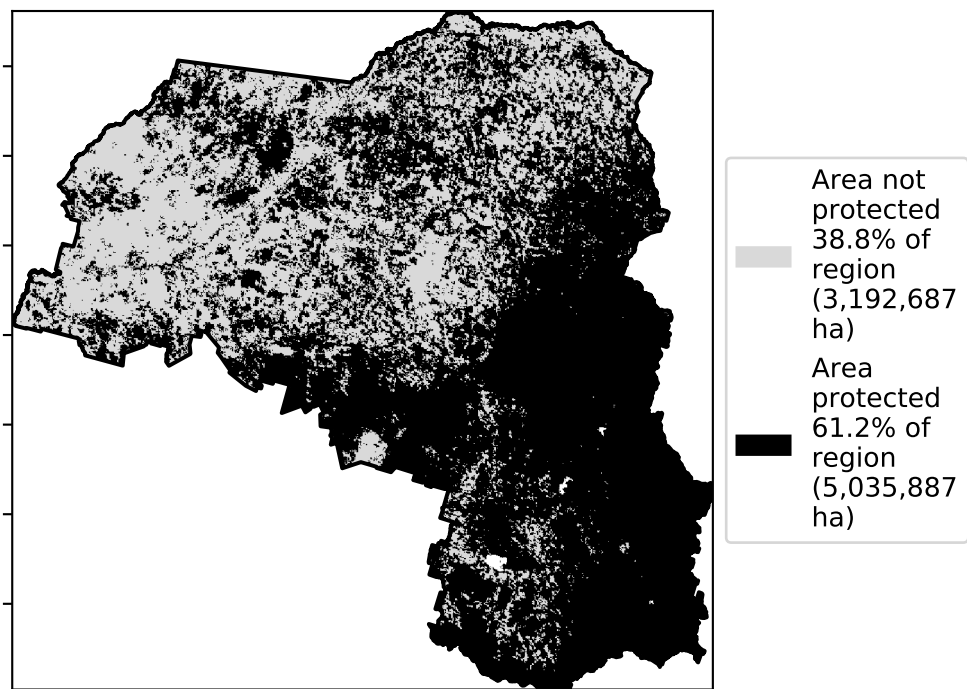 Area not
protected
38.8% of
region
(3,192,687
ha)
Area
protected
61.2% of
region
(5,035,887
ha)